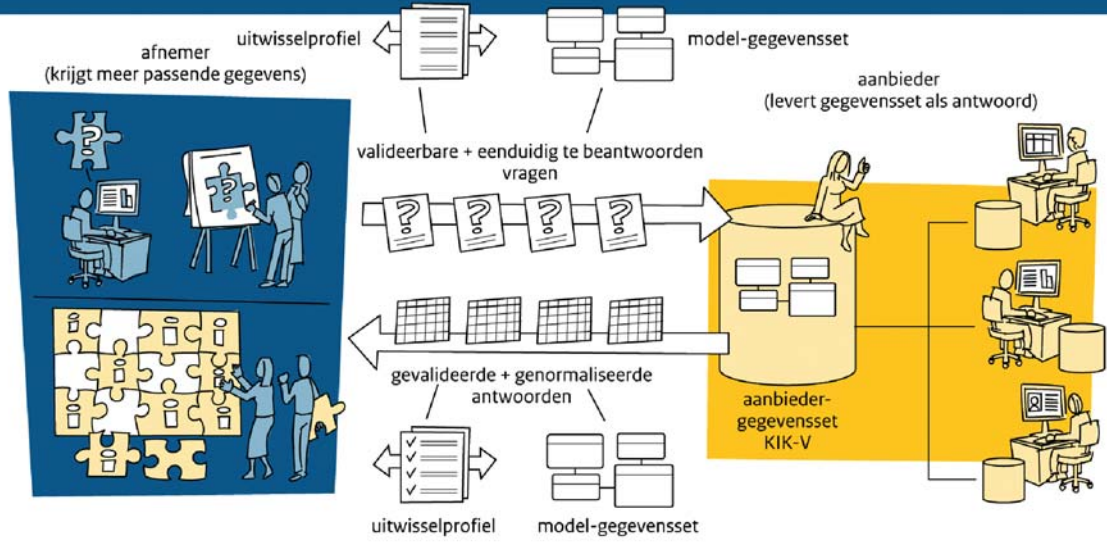 uitwisselprofiel
model-gegevensset
afnemer
(krijgt meer passende gegevens)
aanbieder
(levert gegevensset als antwoord)
valideerbare + eenduidig te beantwoorden
vragen
?
?
? ? ? ?
gevalideerde + genormaliseerde
antwoorden
i i i
i i i
i i i i
i
aanbieder-
gegevensset
KIK-V
uitwisselprofiel
model-gegevensset